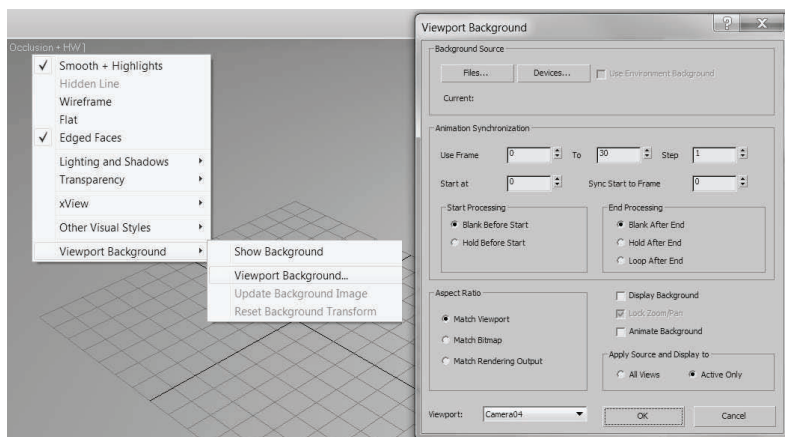 Occlusion + HW ]
Smooth + Highlights
Hidden Line
Wireframe
Flat
Edged Faces
Lighting and Shadows
Transparency
xView
Other Visual Styles
Viewport Background
Show Background
Viewport Background...
Update Background Image
Reset Background Transform
Viewport Background
Background Source
Files... Devices... Use Environment Background
Current:
Animation Synchronization
Use Frame 0 To 30 Step 1
Start at 0 Sync Start to Frame 0
Start Processing
Blank Before Start
Hold Before Start
End Processing
Blank After End
Hold After End
Loop After End
Aspect Ratio
Match Viewport
Match Bitmap
Match Rendering Output
Display Background
Lock Zoom/Pan
Animate Background
Apply Source and Display to
All Views Active Only
Viewport: Camera04 OK Cancel